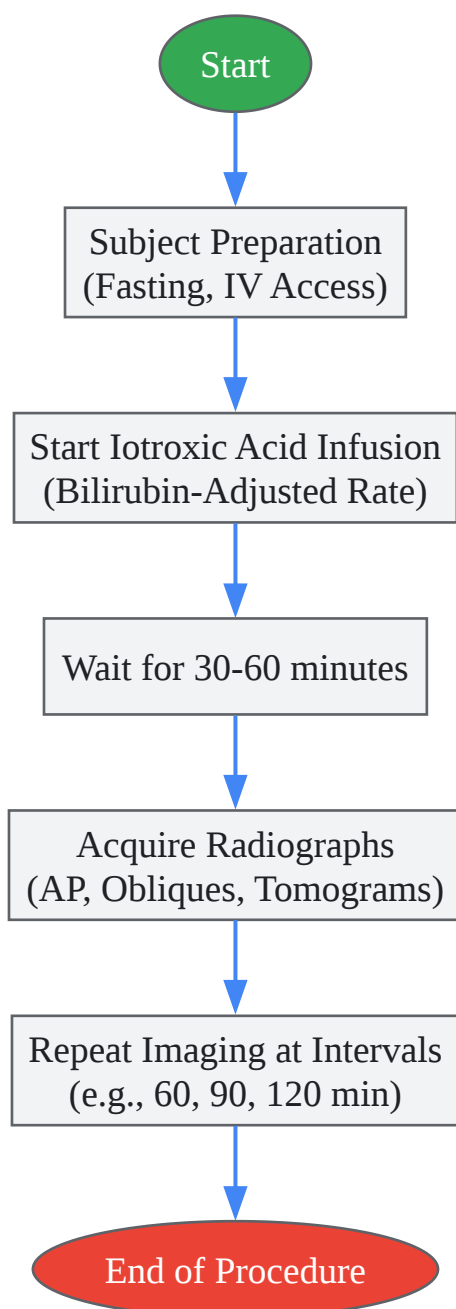 Start
Subject Preparation
(Fasting, IV Access)
Start Iotroxic Acid Infusion
(Bilirubin-Adjusted Rate)
Wait for 30-60 minutes
Acquire Radiographs
(AP, Obliques, Tomograms)
Repeat Imaging at Intervals
(e.g., 60, 90, 120 min)
End of Procedure